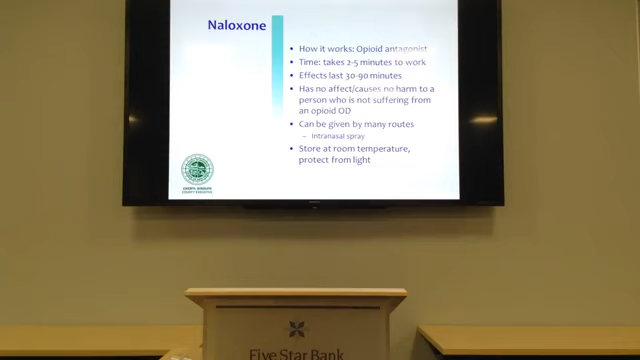 Naloxone
• How it works: Opioid antagonist
• Time: takes 2-5 minutes to work
• Effects last 30-90 minutes
• Has no affect/causes no harm to a
person who is not suffering from
an opioid OD
• Can be given by many routes
– Intranasal spray
• Store at room temperature,
protect from light
COUNTY EXECUTIVE
Five Star Bank